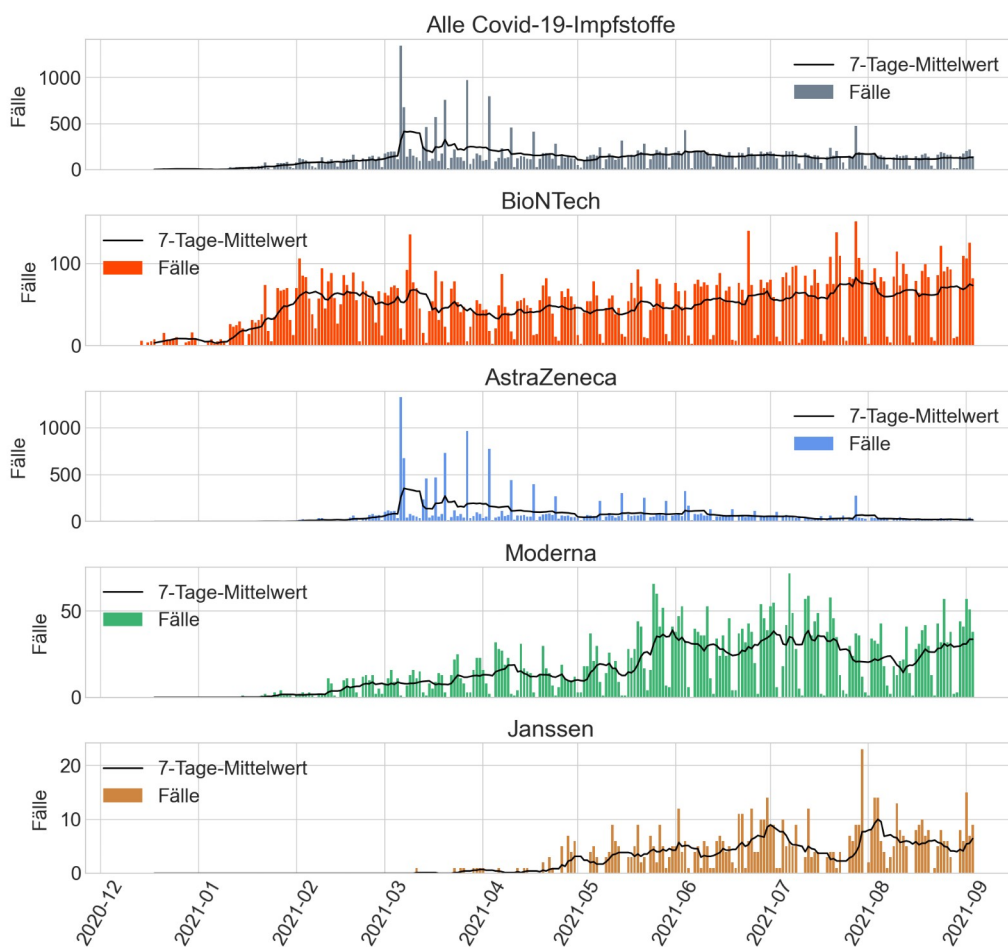 Alle Covid-19-Impfstoffe
Fälle
1000
500
0
7-Tage-Mittelwert
Fälle
BioNTech
Fälle
100
0
7-Tage-Mittelwert
Fälle
AstraZeneca
Fälle
1000
500
0
7-Tage-Mittelwert
Fälle
Moderna
Fälle
50
0
7-Tage-Mittelwert
Fälle
Janssen
Fälle
20
10
0
7-Tage-Mittelwert
Fälle
2020-12
2021-01
2021-02
2021-03
2021-04
2021-05
2021-06
2021-07
2021-08
2021-09